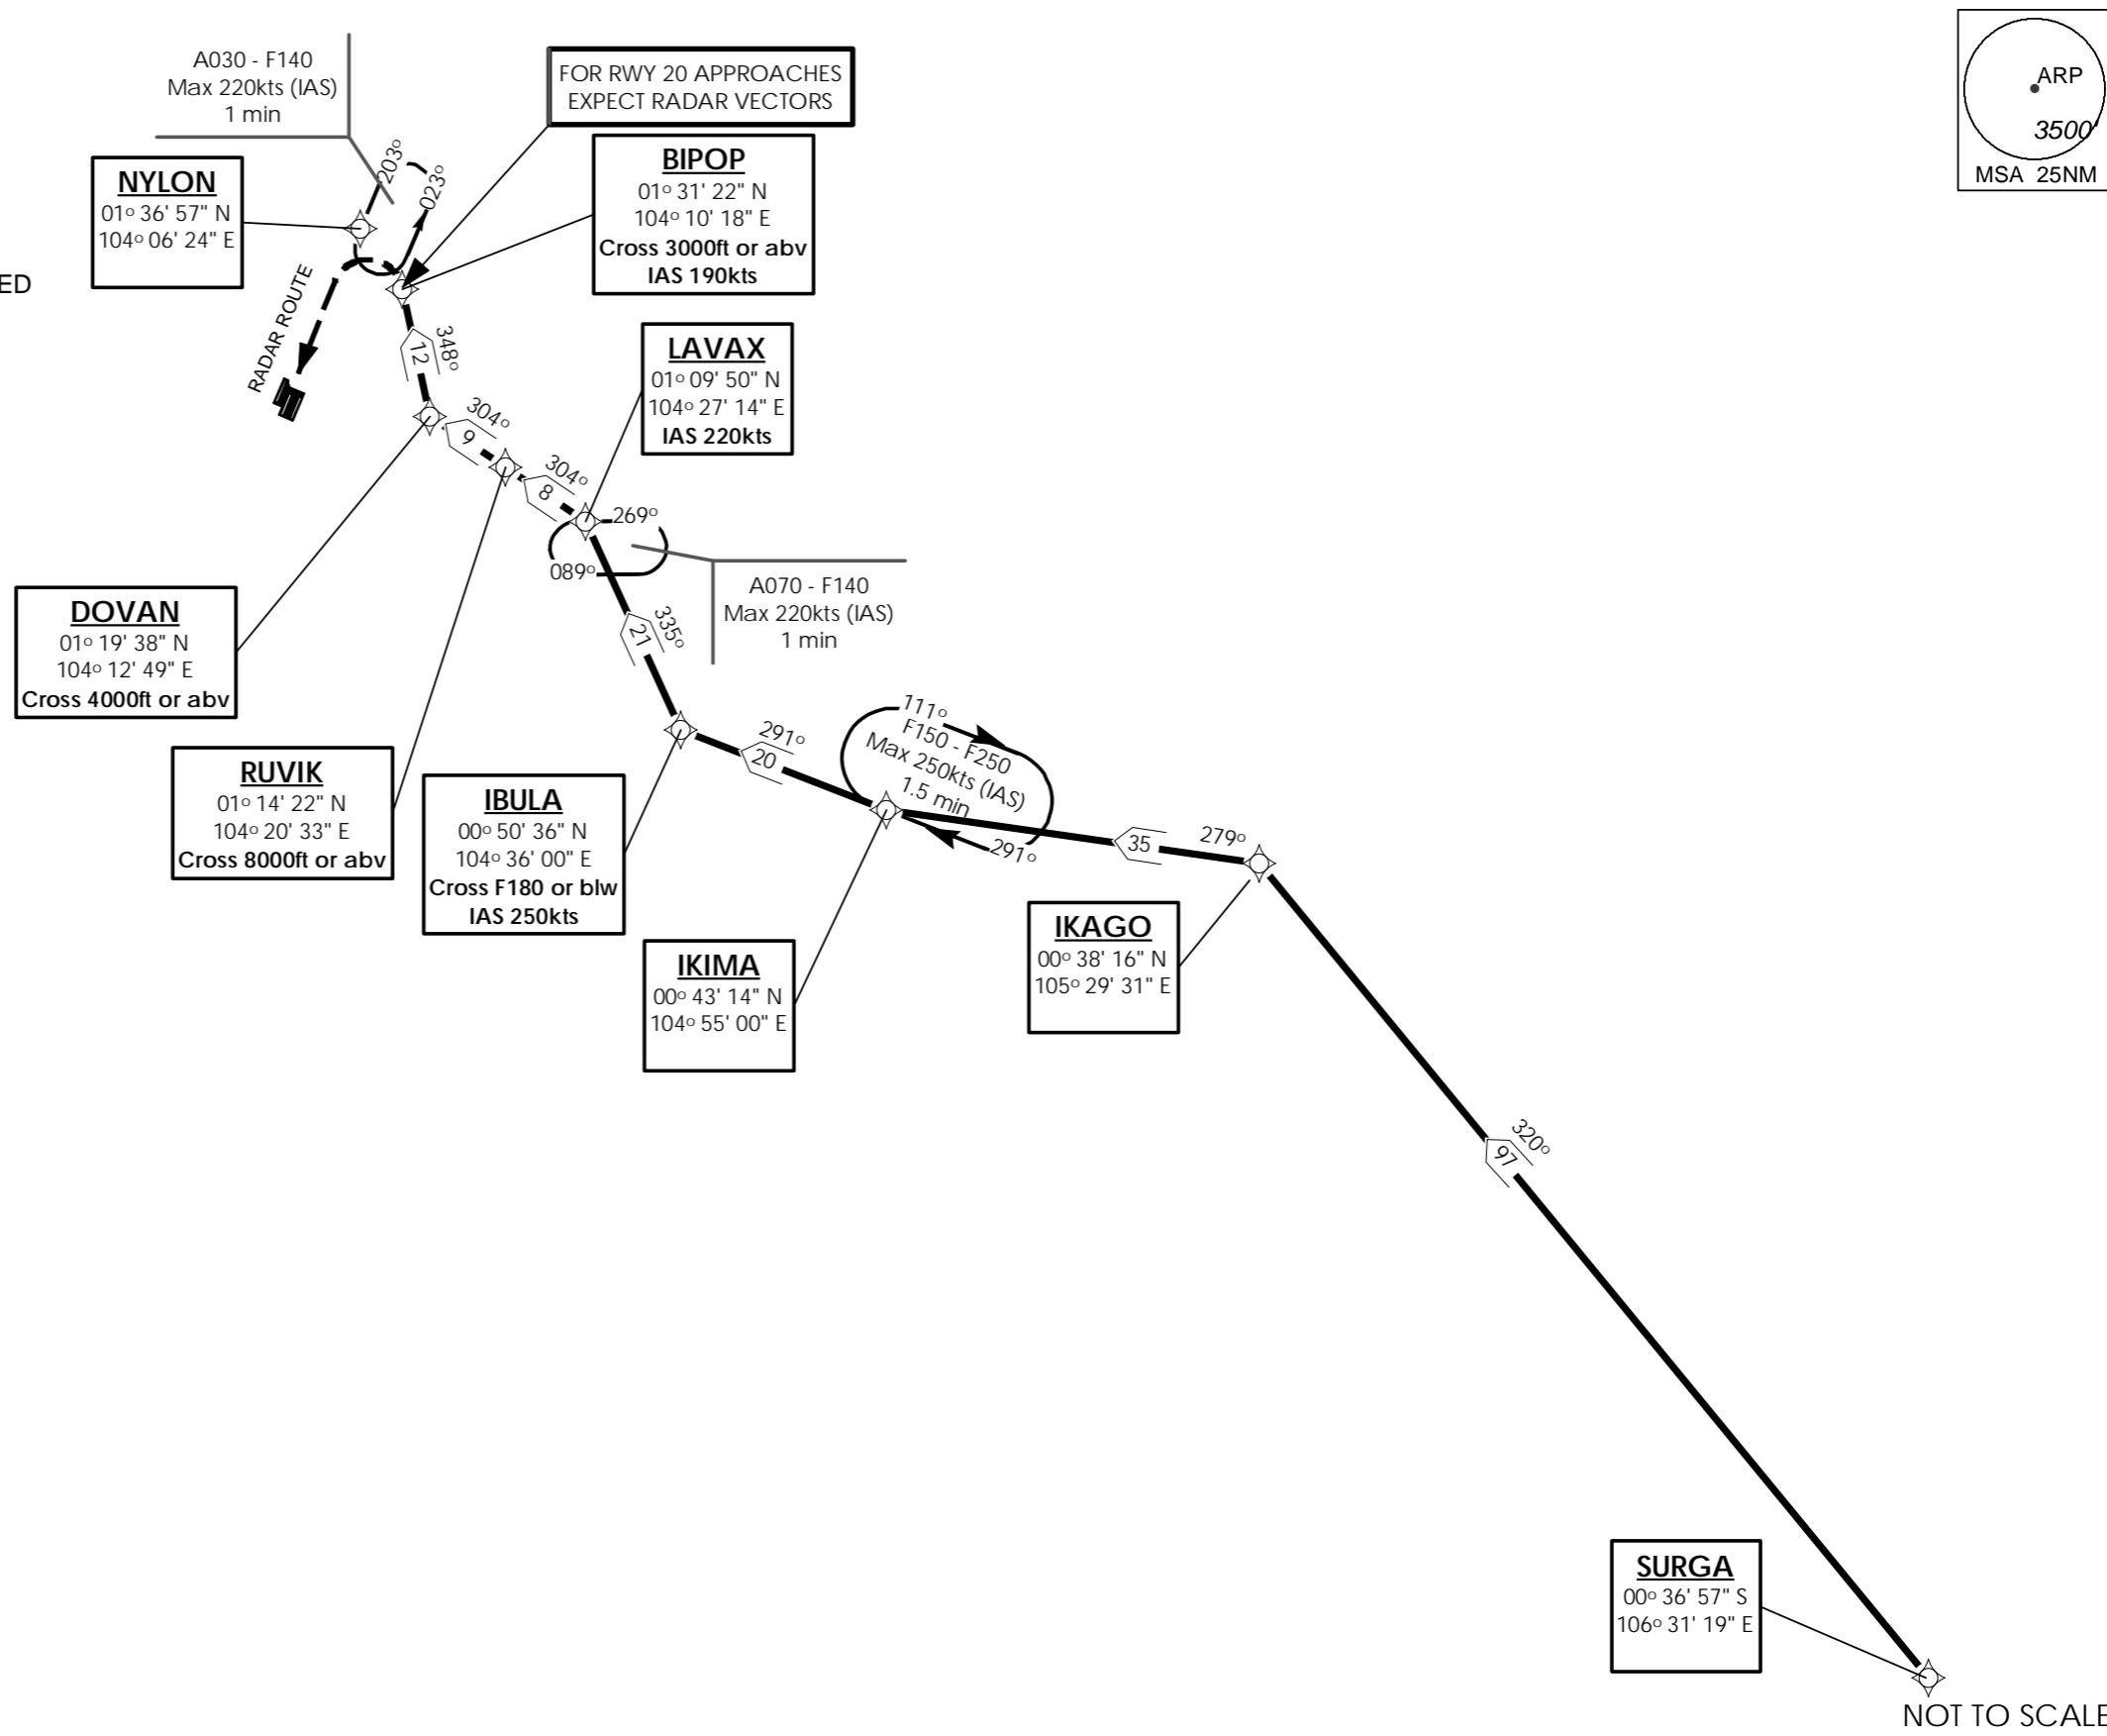 A030 - F140
Max 220kts (IAS)
1 min
FOR RWY 20 APPROACHES
EXPECT RADAR VECTORS
ARP
3500'
MSA 25NM
NYLON
01° 36' 57" N
104° 06' 24" E
203°
023°
BIPOP
01° 31' 22" N
104° 10' 18" E
Cross 3000ft or abv
IAS 190kts
ED
RADAR ROUTE
348°
12
LAVAX
01° 09' 50" N
104° 27' 14" E
IAS 220kts
304°
9
304°
8
269°
089°
A070 - F140
Max 220kts (IAS)
1 min
DOVAN
01° 19' 38" N
104° 12' 49" E
Cross 4000ft or abv
335°
21
RUVIK
01° 14' 22" N
104° 20' 33" E
Cross 8000ft or abv
IBULA
00° 50' 36" N
104° 36' 00" E
Cross F180 or blw
IAS 250kts
291°
20
111°
F150 - F250
Max 250kts (IAS)
1.5 min
291°
279°
35
IKIMA
00° 43' 14" N
104° 55' 00" E
IKAGO
00° 38' 16" N
105° 29' 31" E
320°
97
SURGA
00° 36' 57" S
106° 31' 19" E
NOT TO SCALE